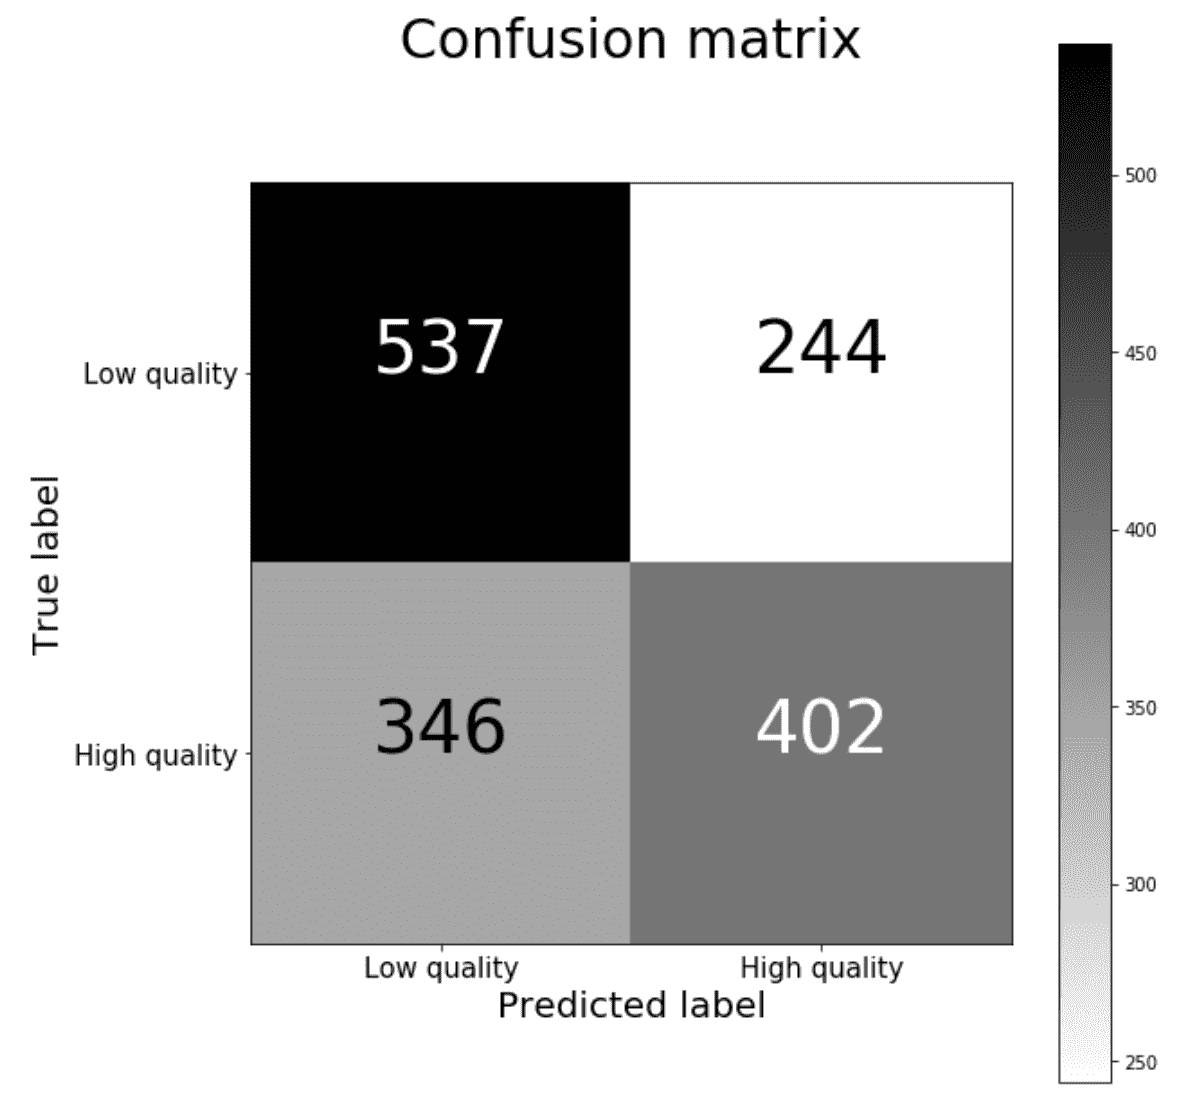 Confusion matrix
500
537
244
450
Low quality
400
True label
350
346
402
High quality
300
Low quality
High quality
Predicted label
250